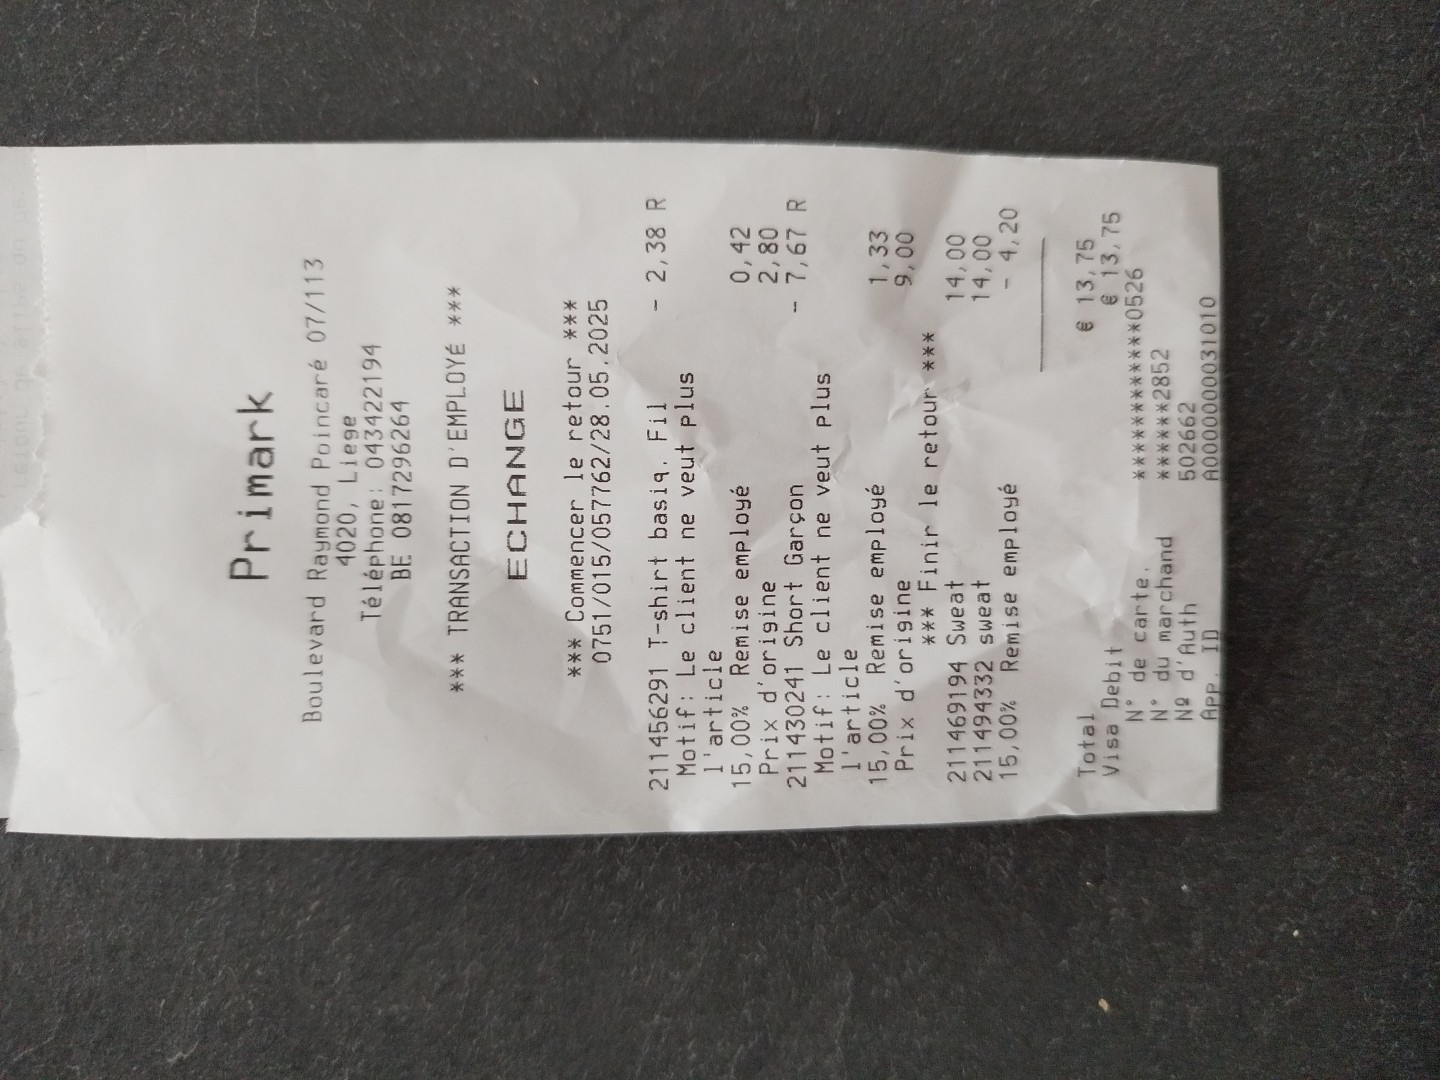 Primark
Boulevard Raymond Poincaré 07/113
4020, Liege
Téléphone: 043422194
BE 0817296264
*** TRANSACTION D'EMPLOYÉ ***
ECHANGE
*** Commencer le retour ***
0751/015/057762/28.05.2025
211456291 T-shirt basiq. Fil - 2,38 R
Motif: Le client ne veut plus
l'article
15,00% Remise employé 0,42
Prix d'origine 2,80
211430241 Short Garçon - 7,67 R
Motif: Le client ne veut plus
l'article
15,00% Remise employé 1,33
Prix d'origine 9,00
*** Finir le retour ***
211469194 Sweat 14,00
211494332 sweat 14,00
15,00% Remise employé - 4,20
Total € 13,75
Visa Debit € 13,75
N° de carte. ************0526
N° du marchand ******2852
Nº d'Auth 502662
App. ID A0000000031010